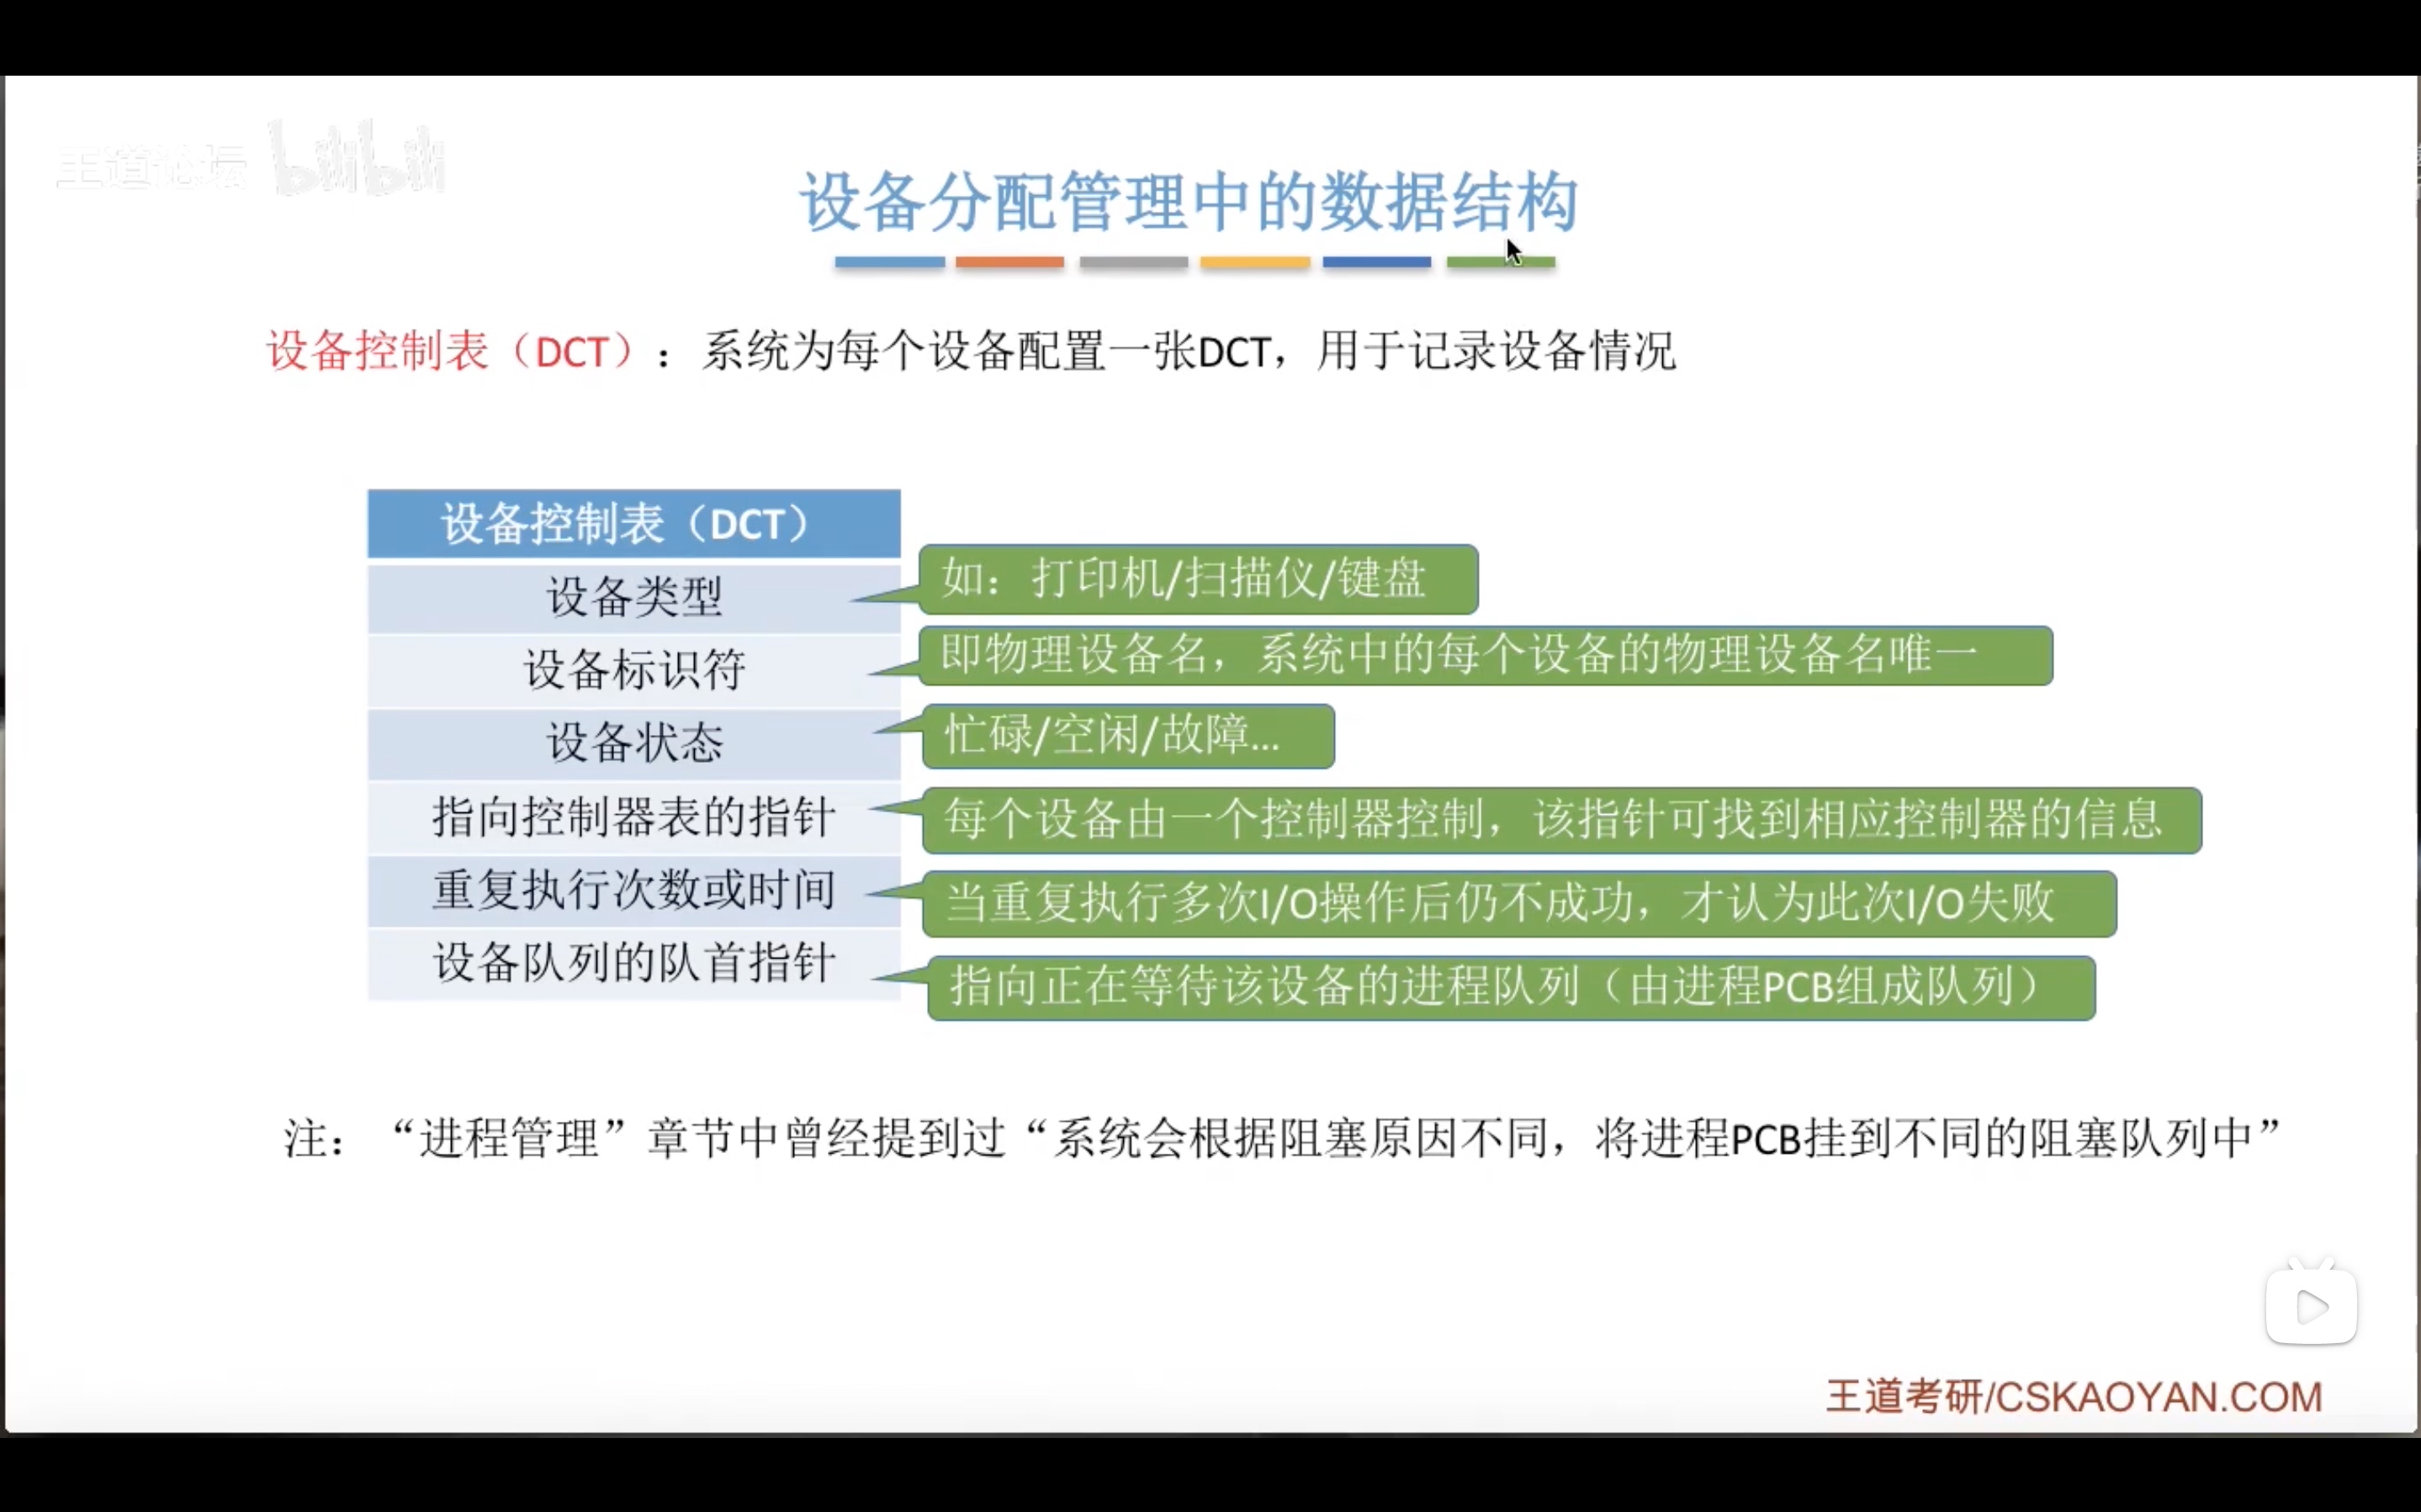 王道论坛 bilibili
设备分配管理中的数据结构
设备控制表（DCT）：系统为每个设备配置一张DCT，用于记录设备情况
设备控制表（DCT）
设备类型
如：打印机/扫描仪/键盘
设备标识符
即物理设备名，系统中的每个设备的物理设备名唯一
设备状态
忙碌/空闲/故障...
指向控制器表的指针
每个设备由一个控制器控制，该指针可找到相应控制器的信息
重复执行次数或时间
当重复执行多次I/O操作后仍不成功，才认为此次I/O失败
设备队列的队首指针
指向正在等待该设备的进程队列（由进程PCB组成队列）
注：“进程管理”章节中曾经提到过“系统会根据阻塞原因不同，将进程PCB挂到不同的阻塞队列中”
王道考研/CSKAOYAN.COM